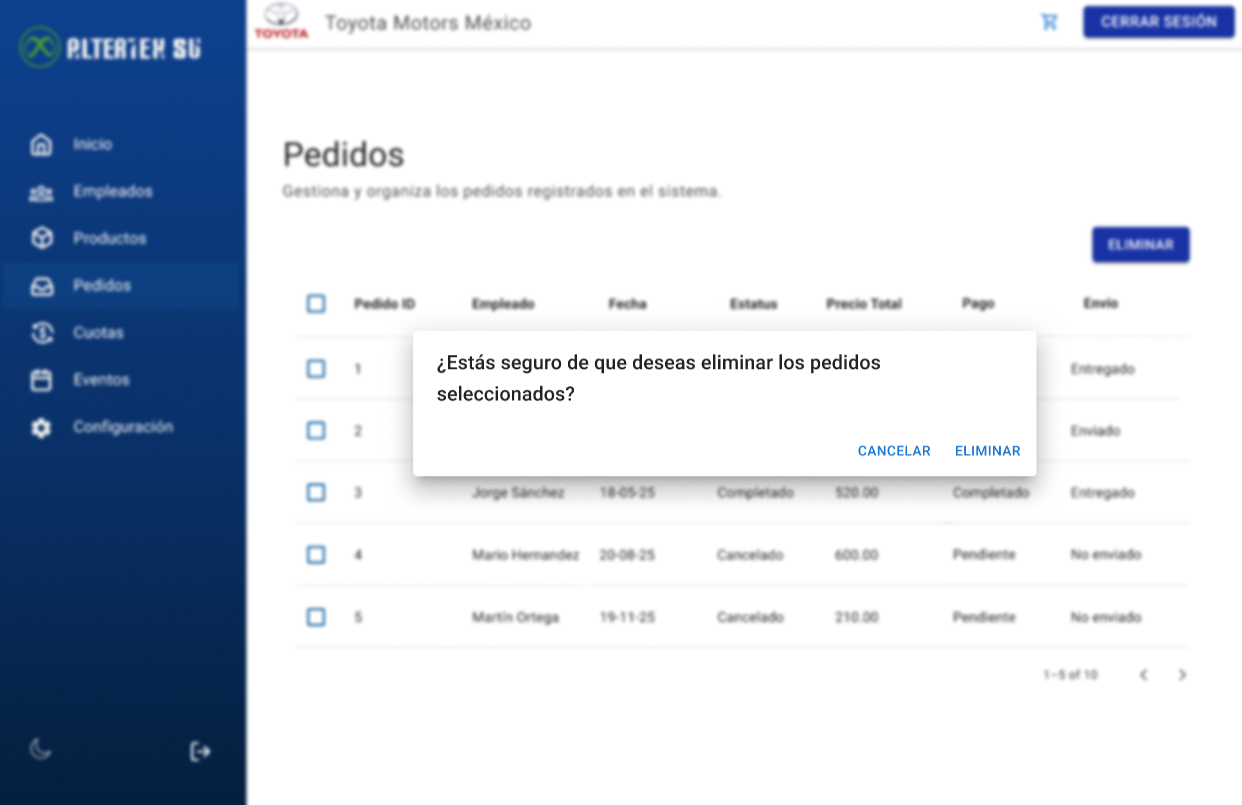 ALTERTEK SU
TOYOTA
Toyota Motors México
CERRAR SESIÓN
Inicio
Empleados
Productos
Pedidos
Cuotas
Eventos
Configuración
Pedidos
Gestiona y organiza los pedidos registrados en el sistema.
ELIMINAR
Pedido ID Empleado Fecha Estatus Precio Total Pago Envío
1 Entregado
2 Enviado
¿Estás seguro de que deseas eliminar los pedidos
seleccionados?
CANCELAR ELIMINAR
3 Jorge Sánchez 18-05-25 Completado 520.00 Completado Entregado
4 Mario Hernandez 20-08-25 Cancelado 600.00 Pendiente No enviado
5 Martín Ortega 19-11-25 Cancelado 210.00 Pendiente No enviado
1–5 of 10